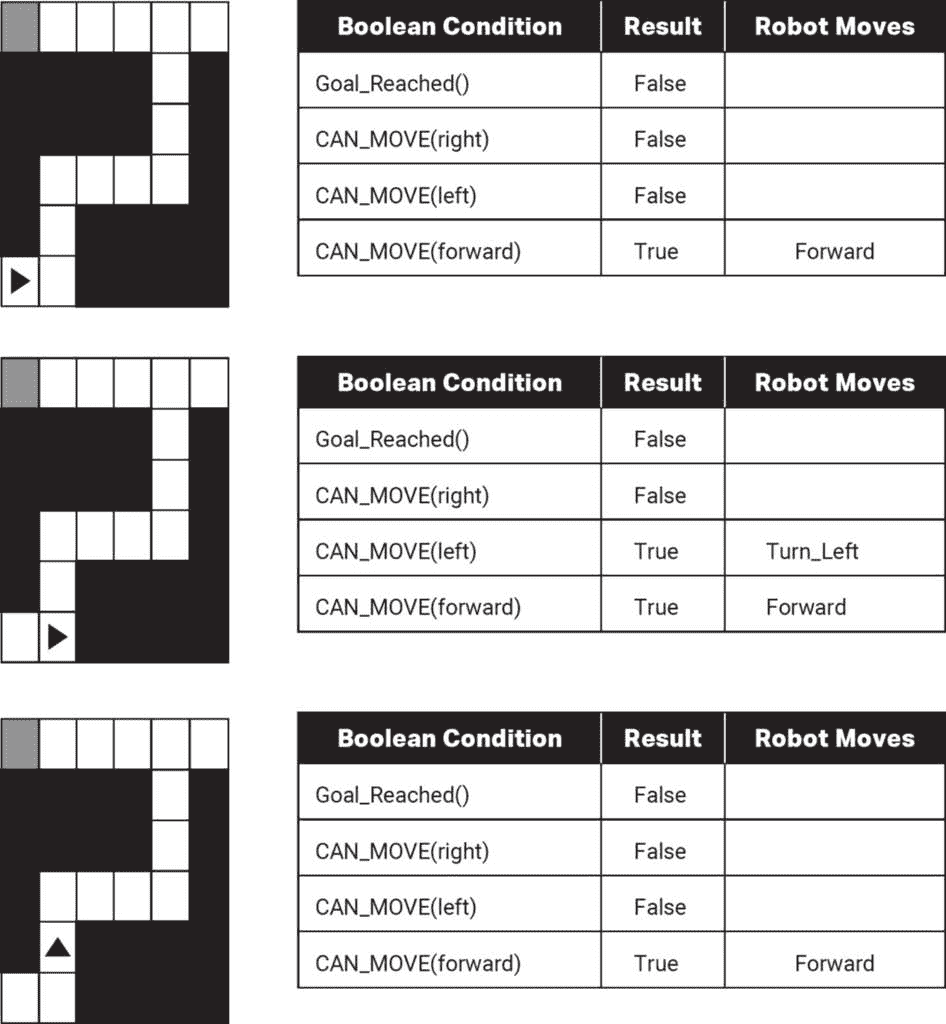 Boolean Condition Result Robot Moves
Goal_Reached() False
CAN_MOVE(right) False
CAN_MOVE(left) False
CAN_MOVE(forward) True Forward
Boolean Condition Result Robot Moves
Goal_Reached() False
CAN_MOVE(right) False
CAN_MOVE(left) True Turn_Left
CAN_MOVE(forward) True Forward
Boolean Condition Result Robot Moves
Goal_Reached() False
CAN_MOVE(right) False
CAN_MOVE(left) False
CAN_MOVE(forward) True Forward